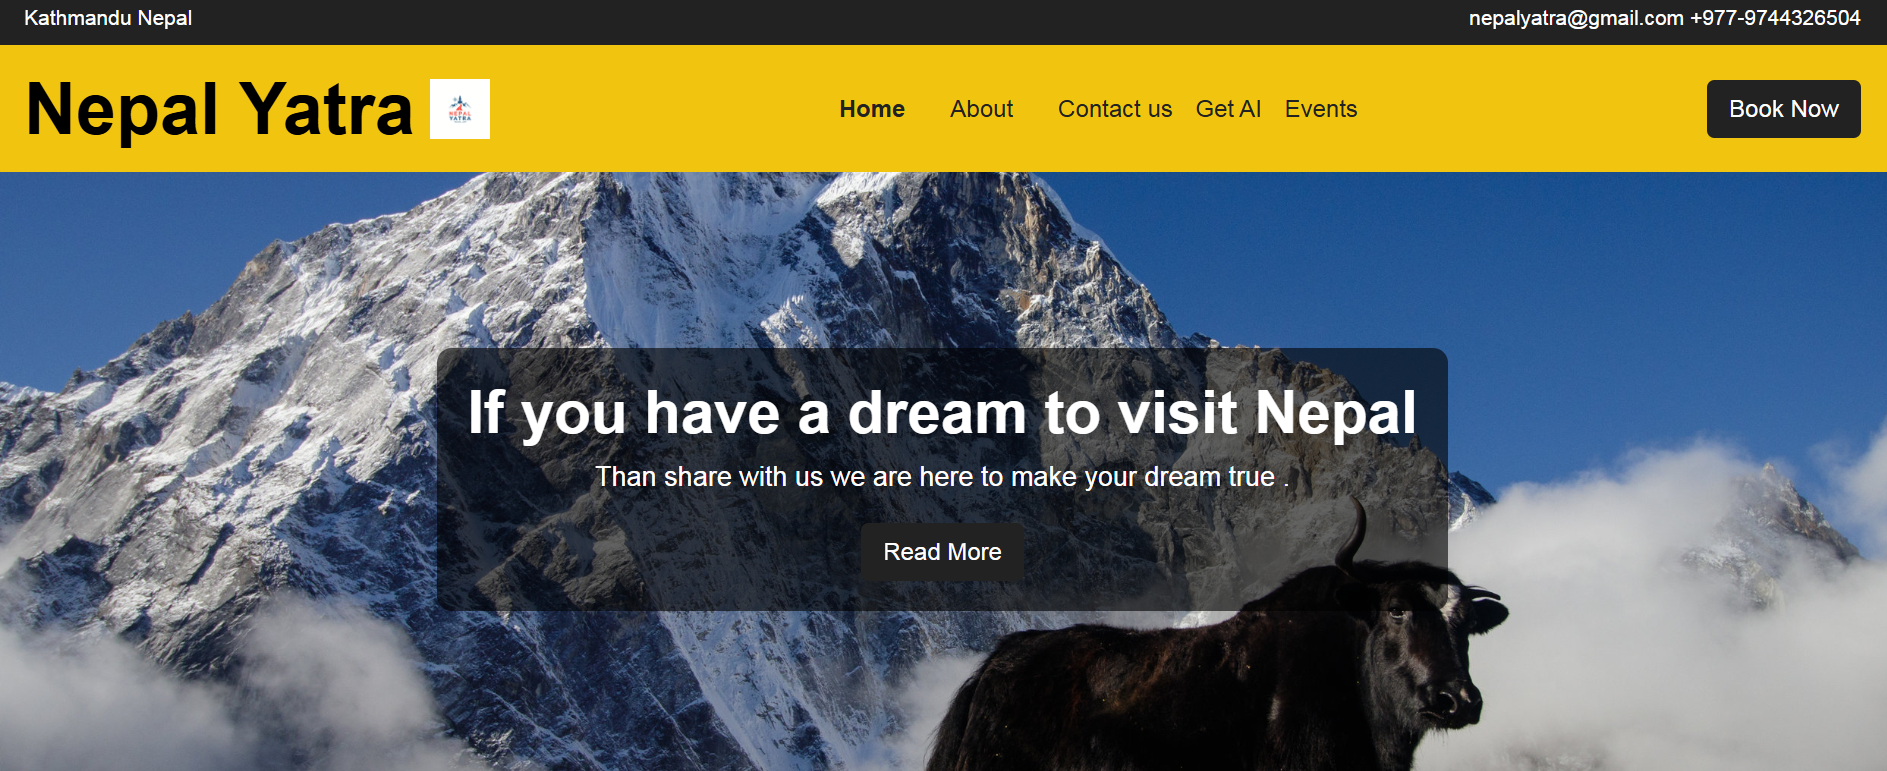 Kathmandu Nepal
nepalyatra@gmail.com +977-9744326504
Nepal Yatra
NEPAL
YATRA
Home About Contact us Get AI Events
Book Now
If you have a dream to visit Nepal
Than share with us we are here to make your dream true .
Read More